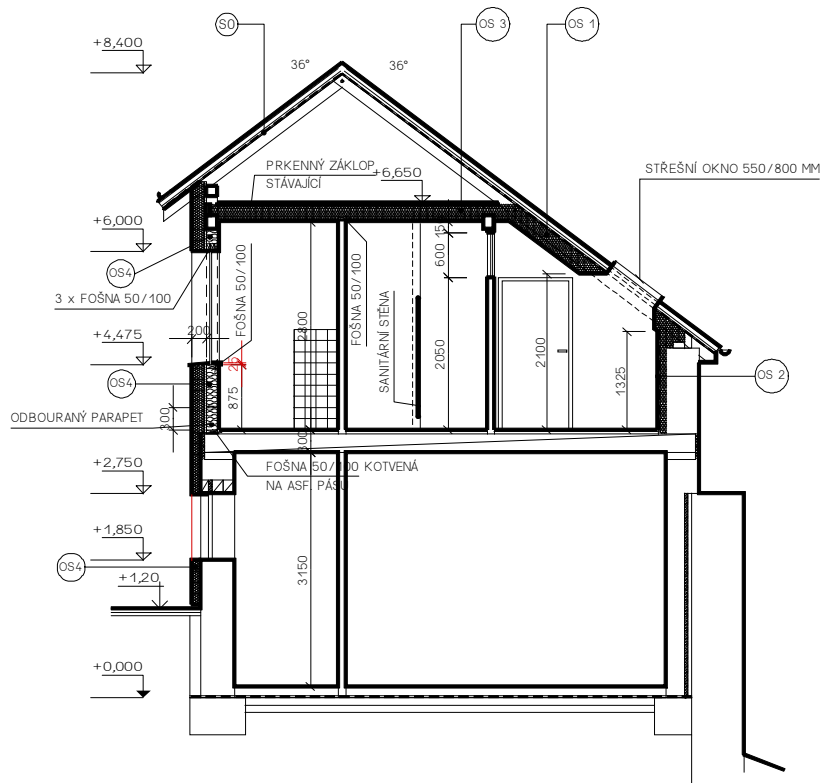 S0
OS 3
OS 1
+8,400
36°
36°
PRKENNÝ ZÁKLOP
STÁVAJÍCÍ
+6,650
STŘEŠNÍ OKNO 550/800 MM
+6,000
15
600
OS4
3 x FOŠNA 50/100
FOŠNA 50/100
2800
FOŠNA 50/100
SANITÁRNÍ STĚNA
2050
2100
1325
200
+4,475
25
875
OS4
OS 2
ODBOURANÝ PARAPET
300
300
+2,750
FOŠNA 50/100 KOTVENÁ
NA ASF. PÁSU
+1,850
OS4
+1,20
3150
+0,000